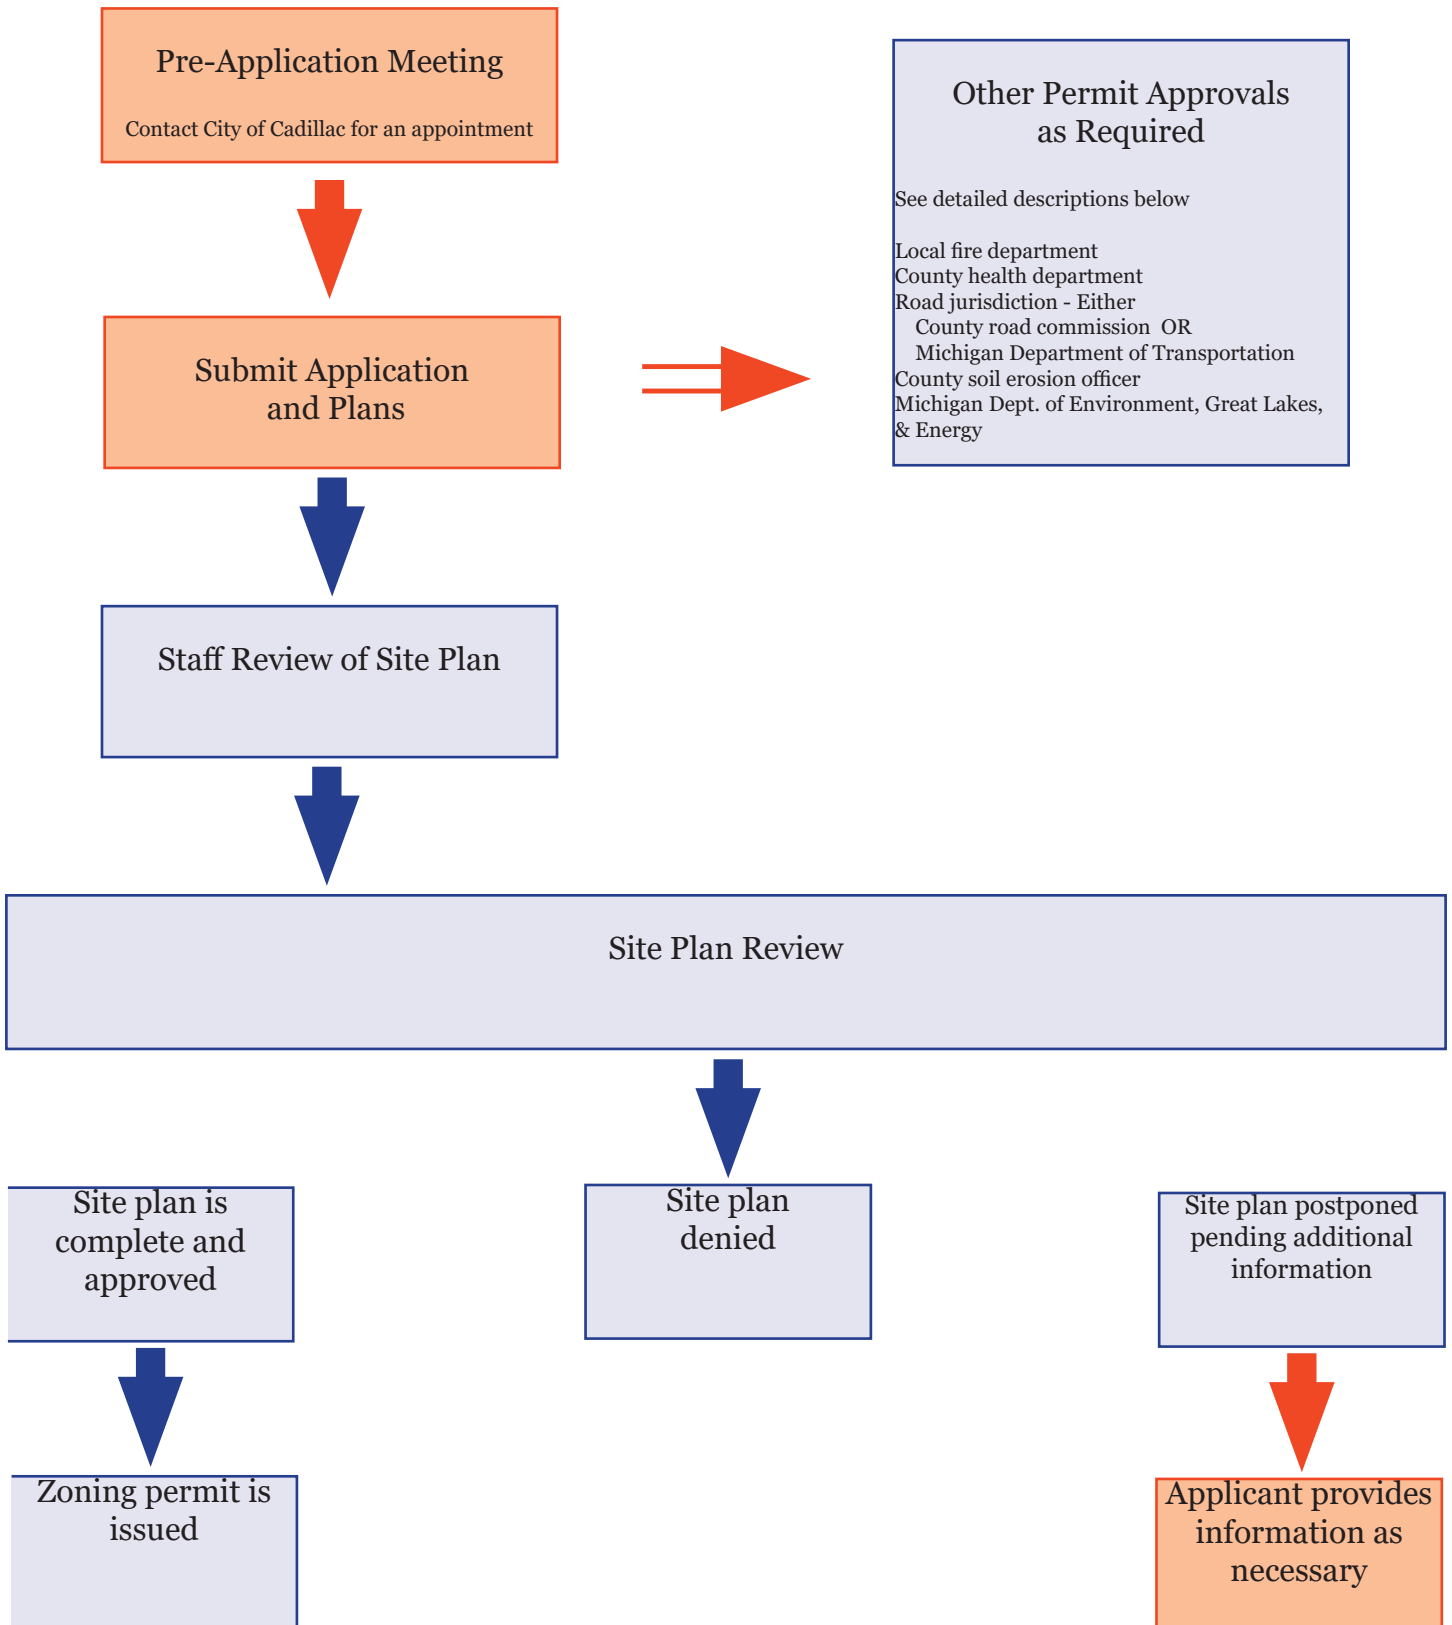 Pre-Application Meeting
Contact City of Cadillac for an appointment
Other Permit Approvals
as Required
See detailed descriptions below
Local fire department
County health department
Road jurisdiction - Either
County road commission OR
Michigan Department of Transportation
County soil erosion officer
Michigan Dept. of Environment, Great Lakes,
& Energy
Submit Application
and Plans
Staff Review of Site Plan
Site Plan Review
Site plan is
complete and
approved
Site plan
denied
Site plan postponed
pending additional
information
Zoning permit is
issued
Applicant provides
information as
necessary